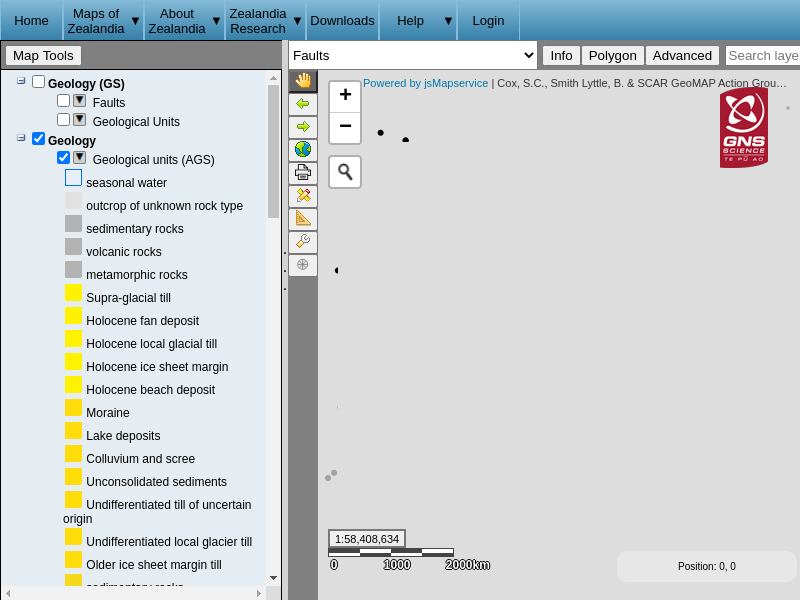 Home
Maps of Zealandia ▼
About Zealandia ▼
Zealandia Research ▼
Downloads
Help ▼
Login
Map Tools
Faults
Info
Polygon
Advanced
Search laye
Geology (GS)
Faults
Geological Units
Geology
Geological units (AGS)
seasonal water
outcrop of unknown rock type
sedimentary rocks
volcanic rocks
metamorphic rocks
Supra-glacial till
Holocene fan deposit
Holocene local glacial till
Holocene ice sheet margin
Holocene beach deposit
Moraine
Lake deposits
Colluvium and scree
Unconsolidated sediments
Undifferentiated till of uncertain
origin
Undifferentiated local glacier till
Older ice sheet margin till
sedimentary rocks
+
−
Powered by jsMapservice | Cox, S.C., Smith Lyttle, B. & SCAR GeoMAP Action Grou…
GNS
SCIENCE
TE PŪ AO
1:58,408,634
0 1000 2000km
Position: 0, 0